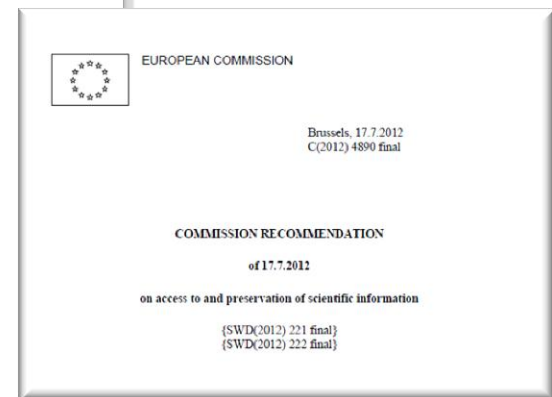 EUROPEAN COMMISSION
Brussels, 17.7.2012
C(2012) 4890 final
COMMISSION RECOMMENDATION
of 17.7.2012
on access to and preservation of scientific information
{SWD(2012) 221 final}
{SWD(2012) 222 final}